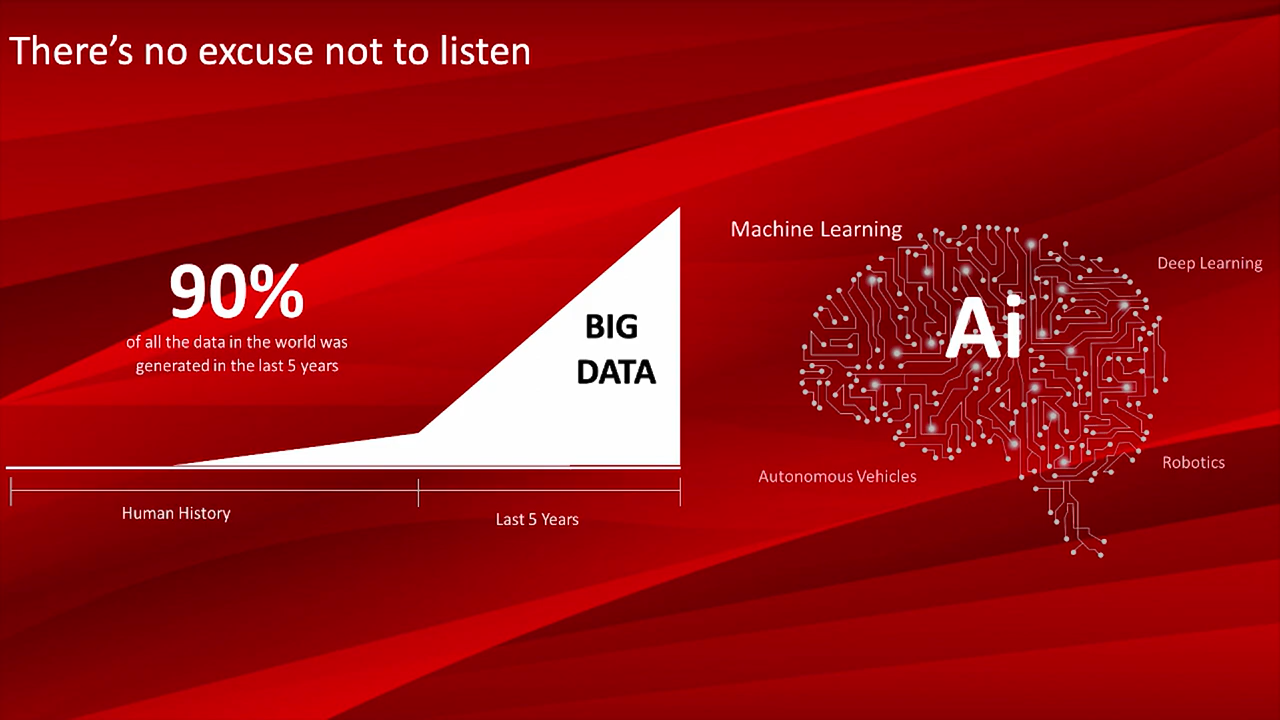 There’s no excuse not to listen
90%
of all the data in the world was
generated in the last 5 years
BIG
DATA
Human History
Last 5 Years
Machine Learning
Deep Learning
Ai
Autonomous Vehicles
Robotics